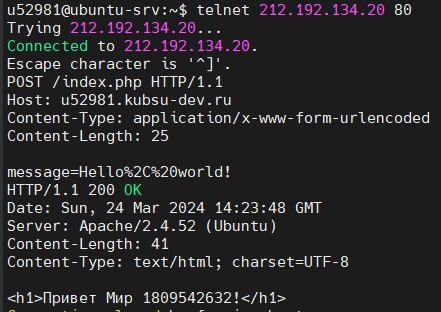 u52981@ubuntu-srv:~$ telnet 212.192.134.20 80
Trying 212.192.134.20...
Connected to 212.192.134.20.
Escape character is '^]'.
POST /index.php HTTP/1.1
Host: u52981.kubsu-dev.ru
Content-Type: application/x-www-form-urlencoded
Content-Length: 25

message=Hello%2C%20world!
HTTP/1.1 200 OK
Date: Sun, 24 Mar 2024 14:23:48 GMT
Server: Apache/2.4.52 (Ubuntu)
Content-Length: 41
Content-Type: text/html; charset=UTF-8

<h1>Привет Мир 1809542632!</h1>